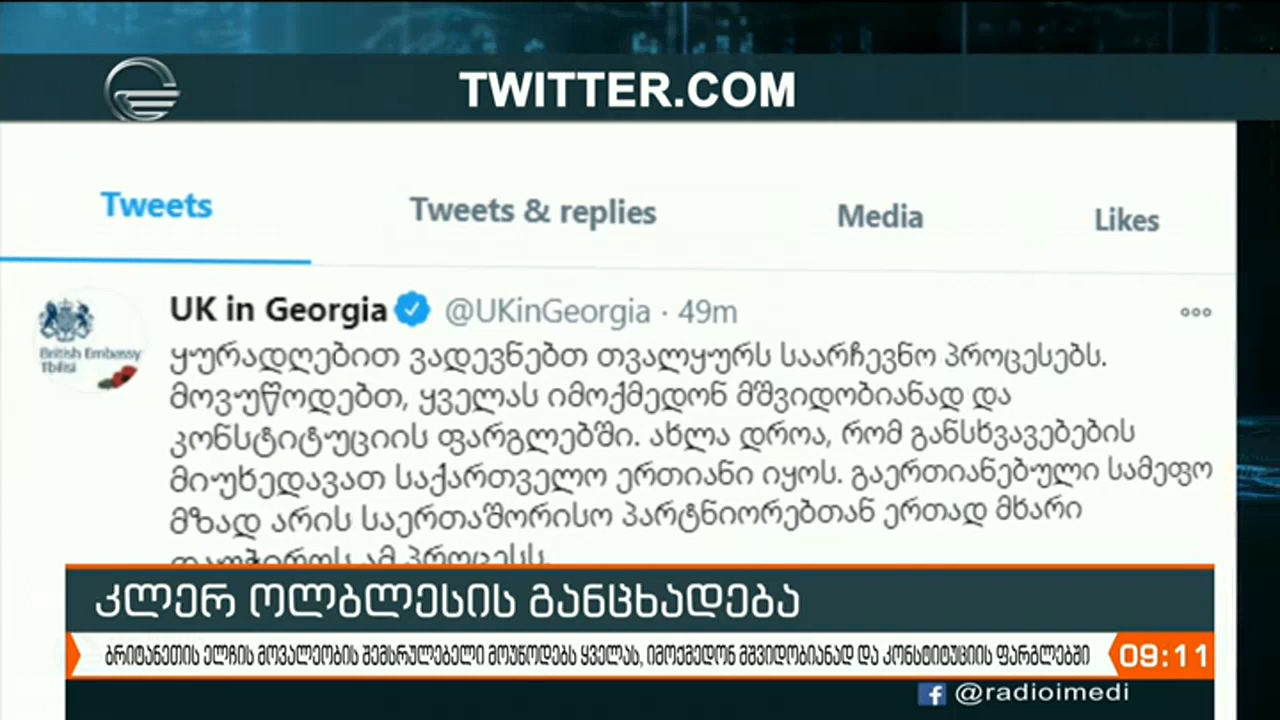 TWITTER.COM
Tweets
Tweets & replies
Media
Likes
UK in Georgia @UKinGeorgia · 49m
British Embassy
Tbilisi
ყურადღებით ვადევნებთ თვალყურს საარჩევნო პროცესებს.
მოვუწოდებთ, ყველას იმოქმედონ მშვიდობიანად და
კონსტიტუციის ფარგლებში. ახლა დროა, რომ განსხვავებების
მიუხედავათ საქართველო ერთიანი იყოს. გაერთიანებული სამეფო
მზად არის საერთაშორისო პარტნიორებთან ერთად მხარი
დაუჭიროს ამ პროცესს.
კლერ ოლბლესის განცხადება
ბრიტანეთის ელჩის მოვალეობის შემსრულებელი მოუწოდებს ყველას, იმოქმედონ მშვიდობიანად და კონსტიტუციის ფარგლებში
09:11
@radioimedi